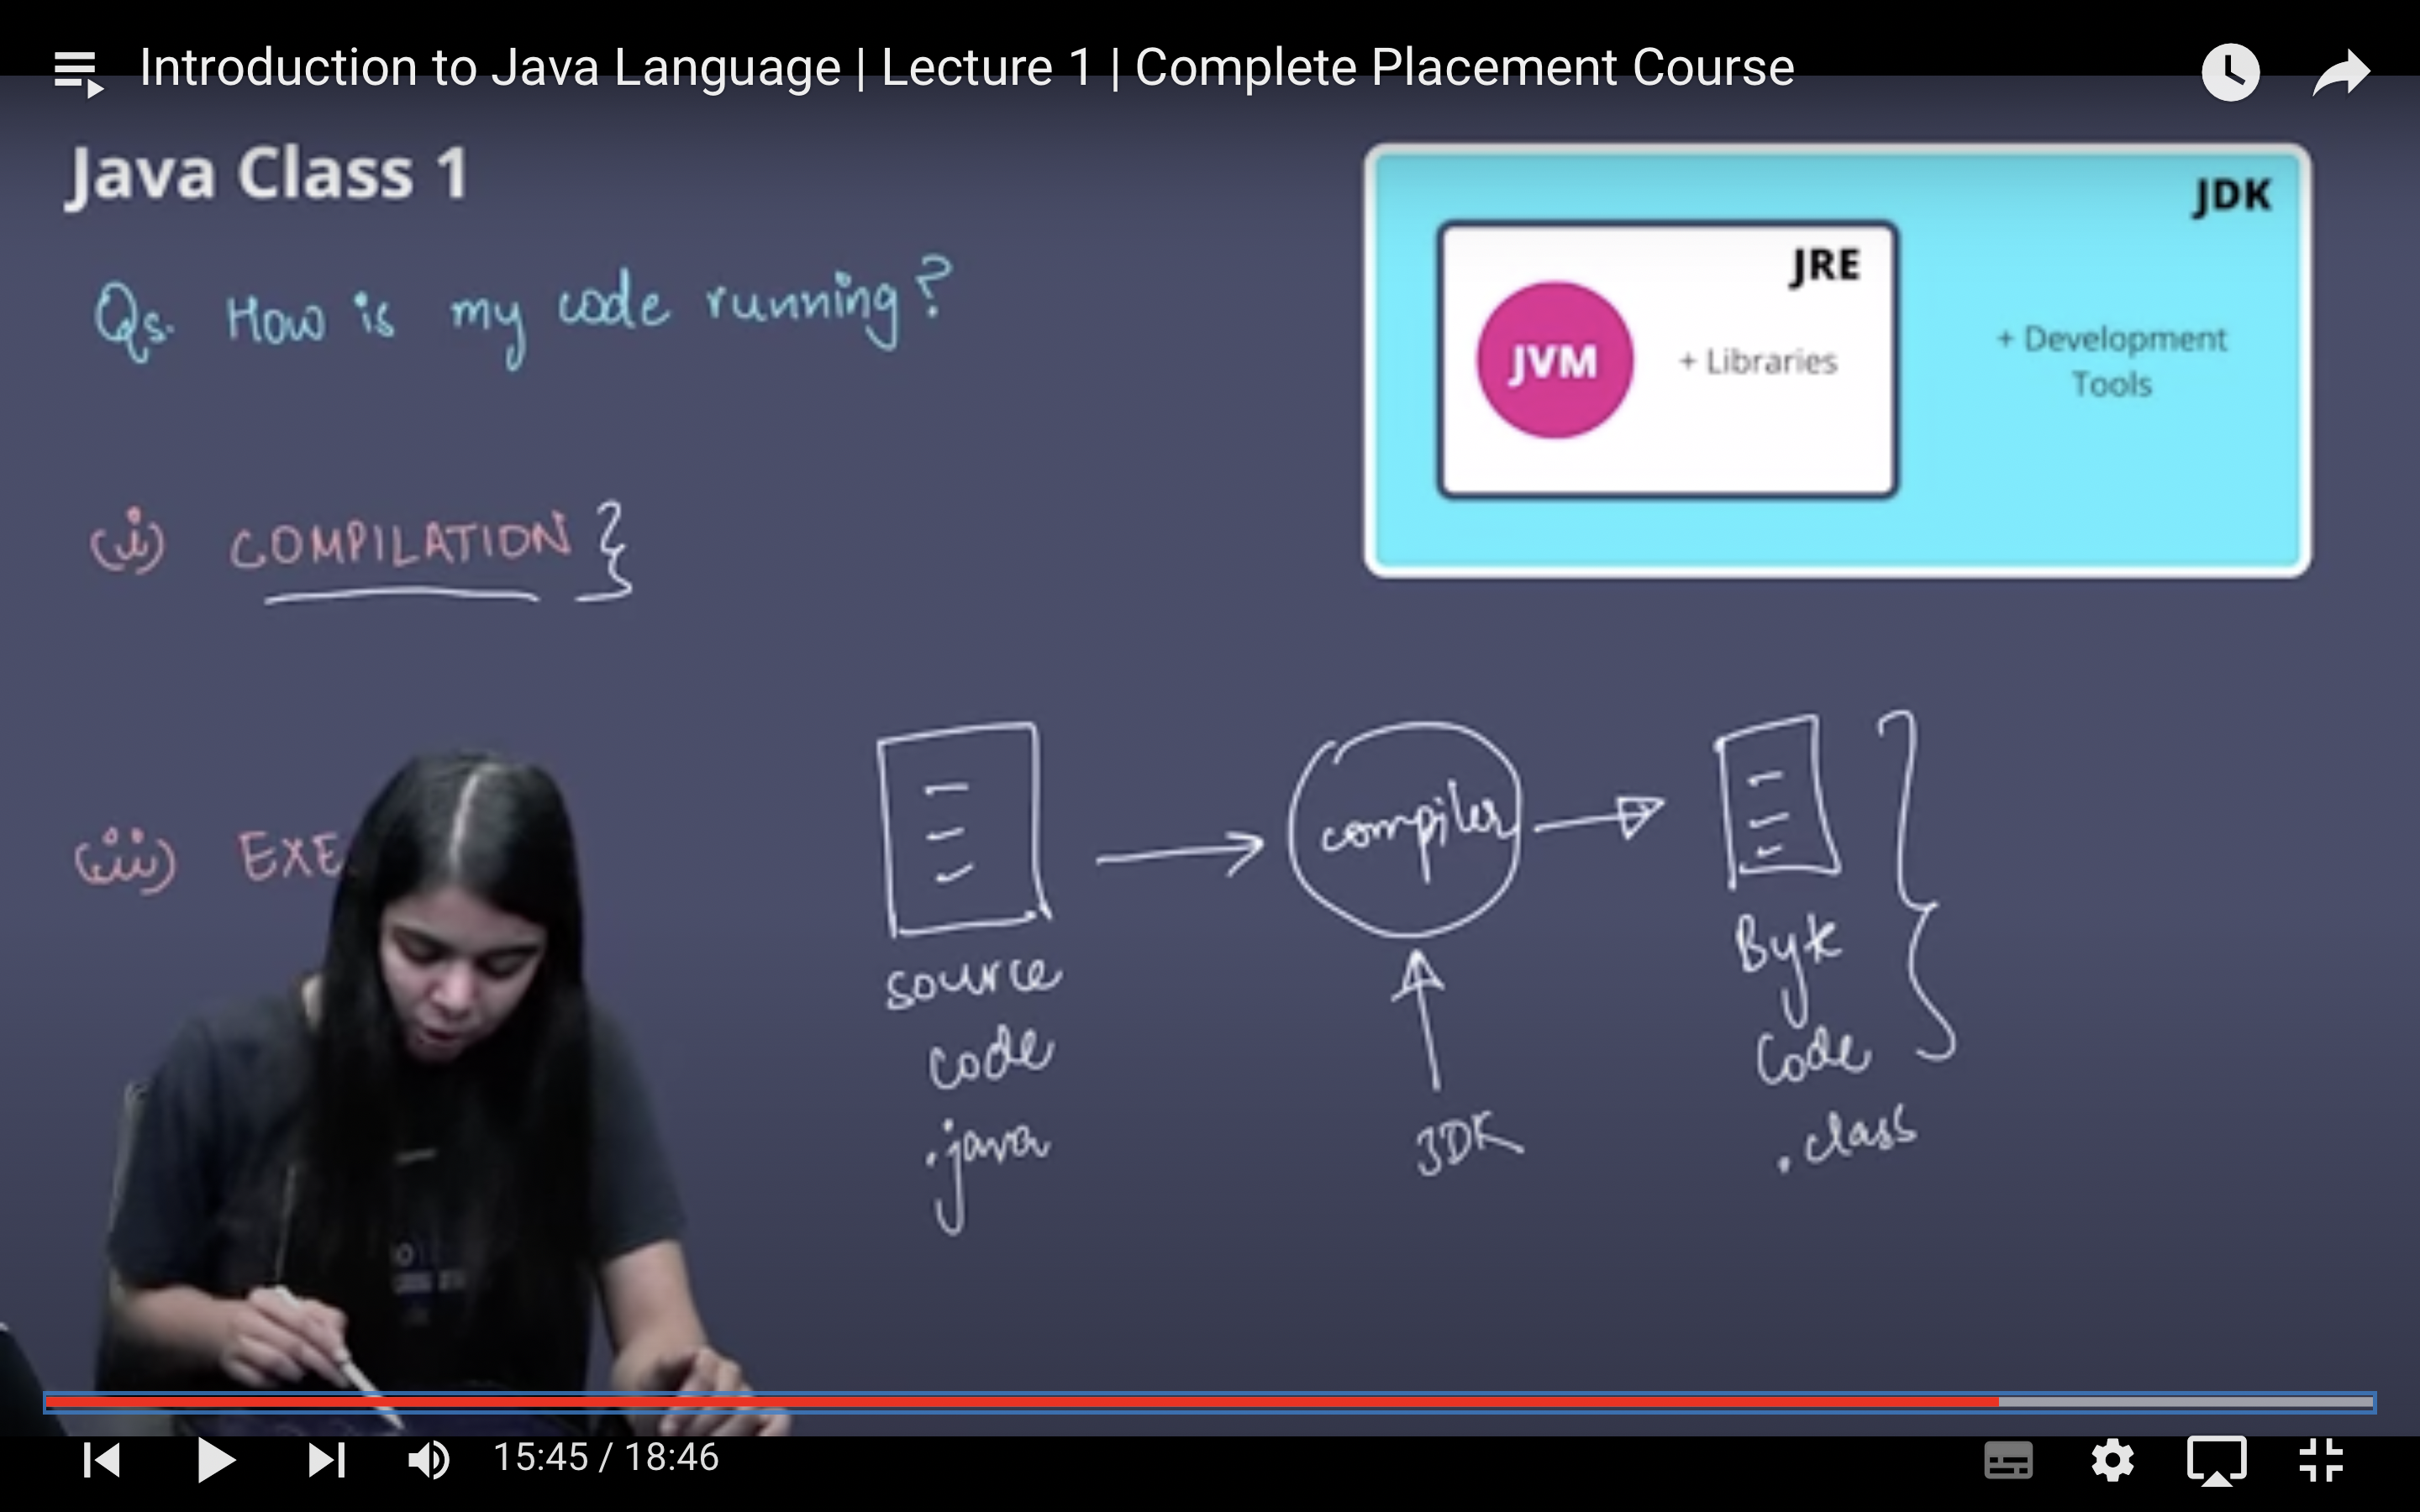 Introduction to Java Language | Lecture 1 | Complete Placement Course
Java Class 1
Qs. How is my code running?
JDK
JRE
JVM
+ Libraries
+ Development
Tools
(i) COMPILATION }
(ii) EXE
compiler
source
code
.java
JDK
Byte
Code
.class
15:45 / 18:46